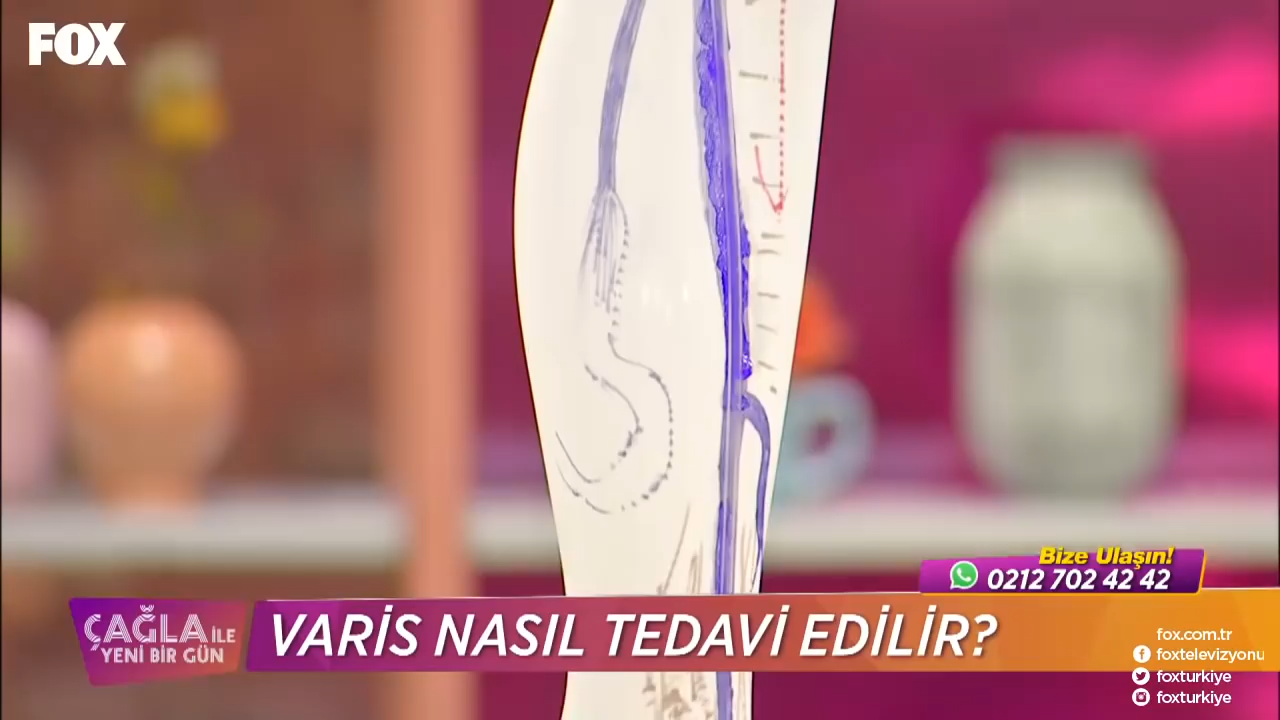 FOX
Bize Ulaşın!
0212 702 42 42
ÇAĞLA İLE
YENİ BİR GÜN
VARİS NASIL TEDAVİ EDİLİR?
fox.com.tr
foxtelevizyonu
foxturkiye
foxturkiye